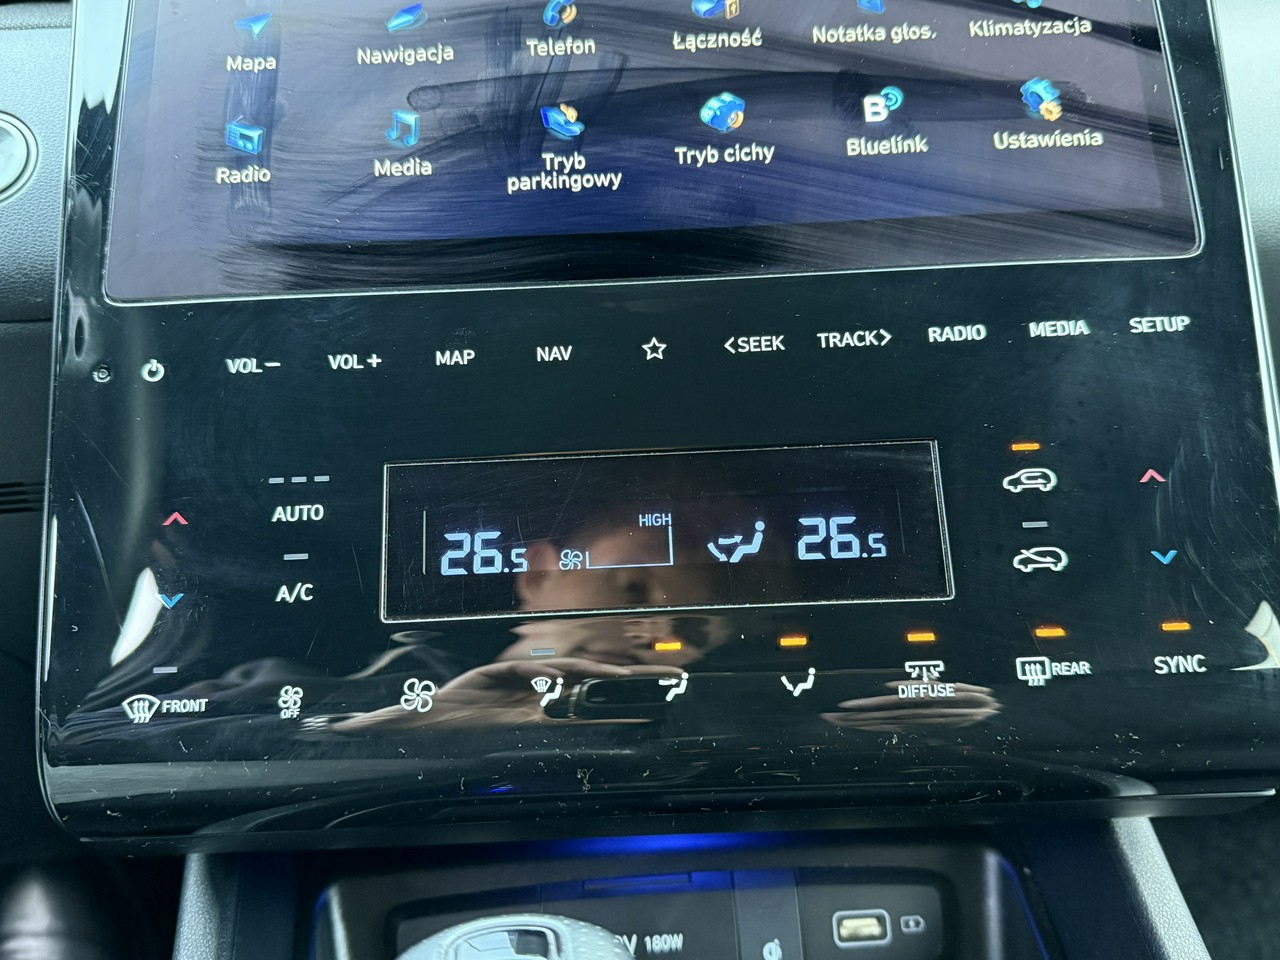 Mapa
Nawigacja
Telefon
Łączność
Notatka głos.
Klimatyzacja
Radio
Media
Tryb
parkingowy
Tryb cichy
Bluelink
Ustawienia
VOL−
VOL+
MAP
NAV
<SEEK
TRACK>
RADIO
MEDIA
SETUP
AUTO
A/C
26.5
HIGH
26.5
FRONT
OFF
DIFFUSE
REAR
SYNC
180W